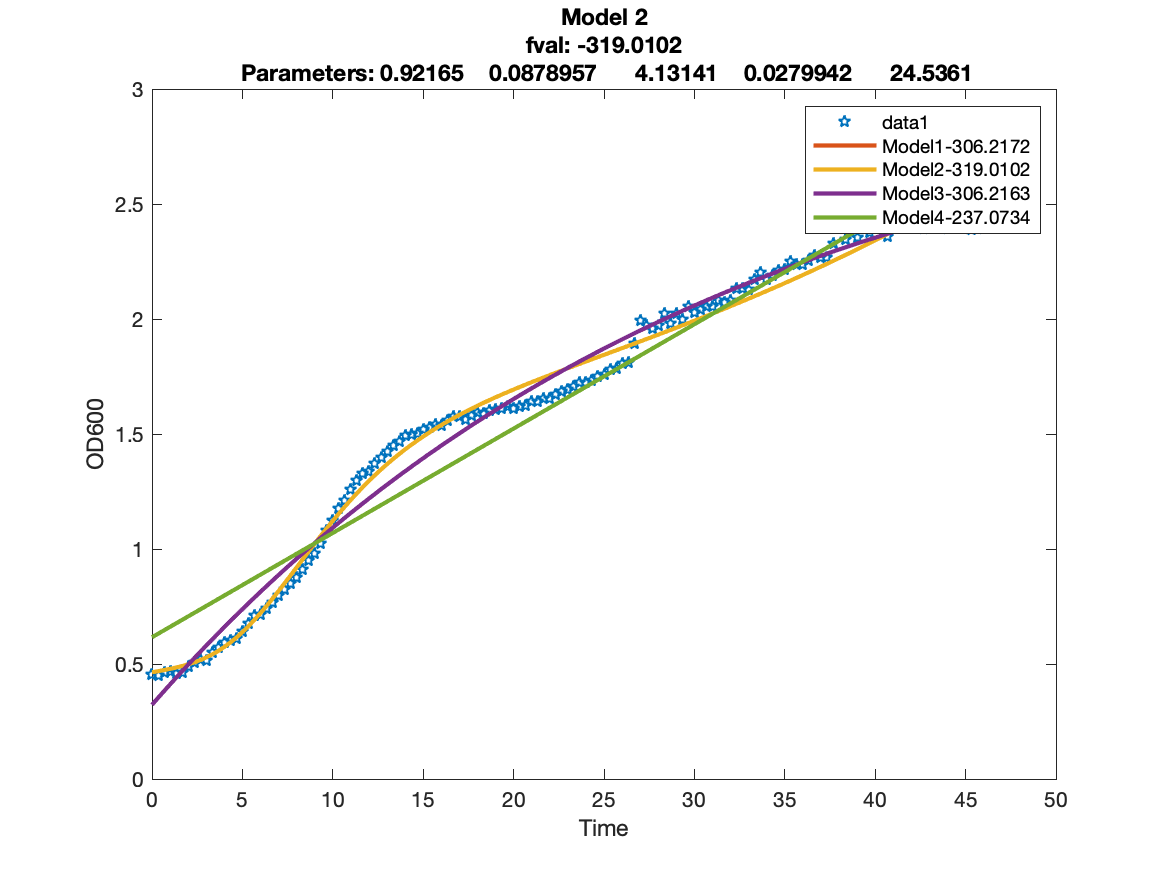 Model 2
fval: -319.0102
Parameters: 0.92165 0.0878957 4.13141 0.0279942 24.5361
3
2.5
2
1.5
1
0.5
0
OD600
data1
Model1-306.2172
Model2-319.0102
Model3-306.2163
Model4-237.0734
0 5 10 15 20 25 30 35 40 45 50
Time